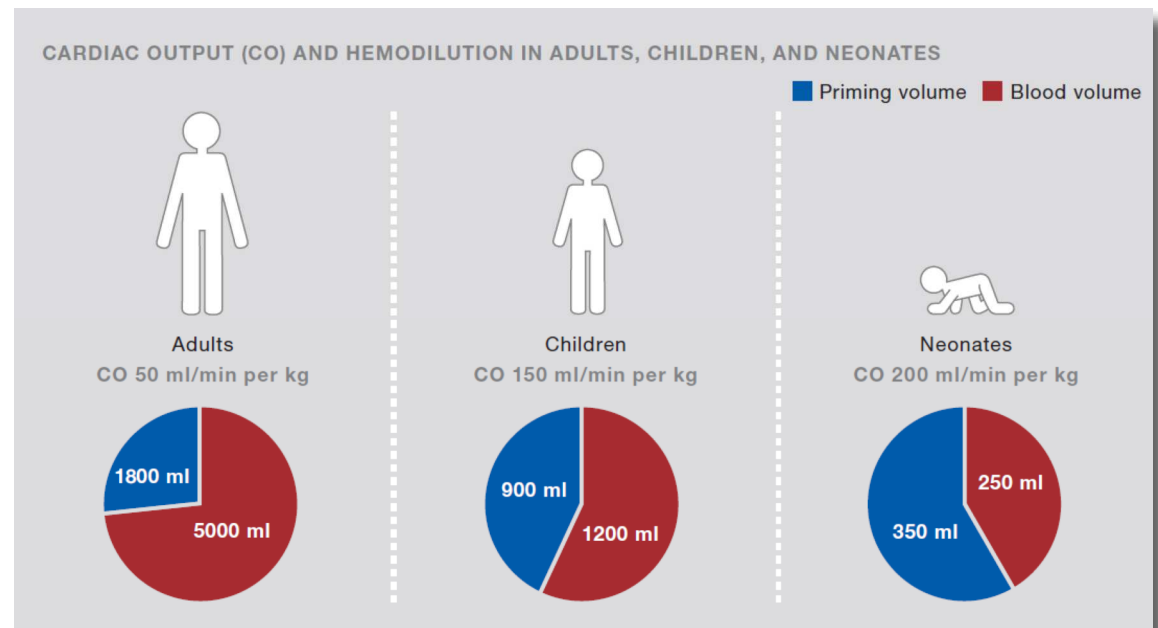 CARDIAC OUTPUT (CO) AND HEMODILUTION IN ADULTS, CHILDREN, AND NEONATES
Priming volume Blood volume
Adults
CO 50 ml/min per kg
1800 ml
5000 ml
Children
CO 150 ml/min per kg
900 ml
1200 ml
Neonates
CO 200 ml/min per kg
250 ml
350 ml